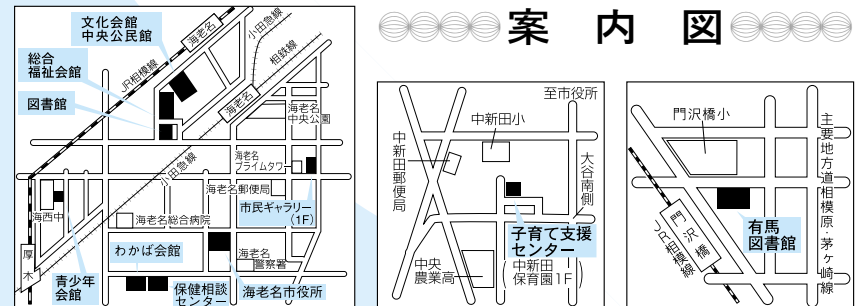 案内図
文化会館
中央公民館
総合
福祉会館
図書館
JR相模線
海老名
小田急線
相鉄線
海老名
海老名
中央公園
小田急線
海老名
プライムタワー
海老名郵便局
市民ギャラリー
（1F）
海西中
海老名総合病院
わかば会館
海老名
警察署
厚木
青少年
会館
保健相談
センター
海老名市役所
至市役所
中新田小
中新田郵便局
大谷南側
子育て支援
センター
（中新田
保育園1F）
中央
農業高
門沢橋小
主要地方道相模原・茅ヶ崎線
門沢橋
JR相模線
有馬
図書館